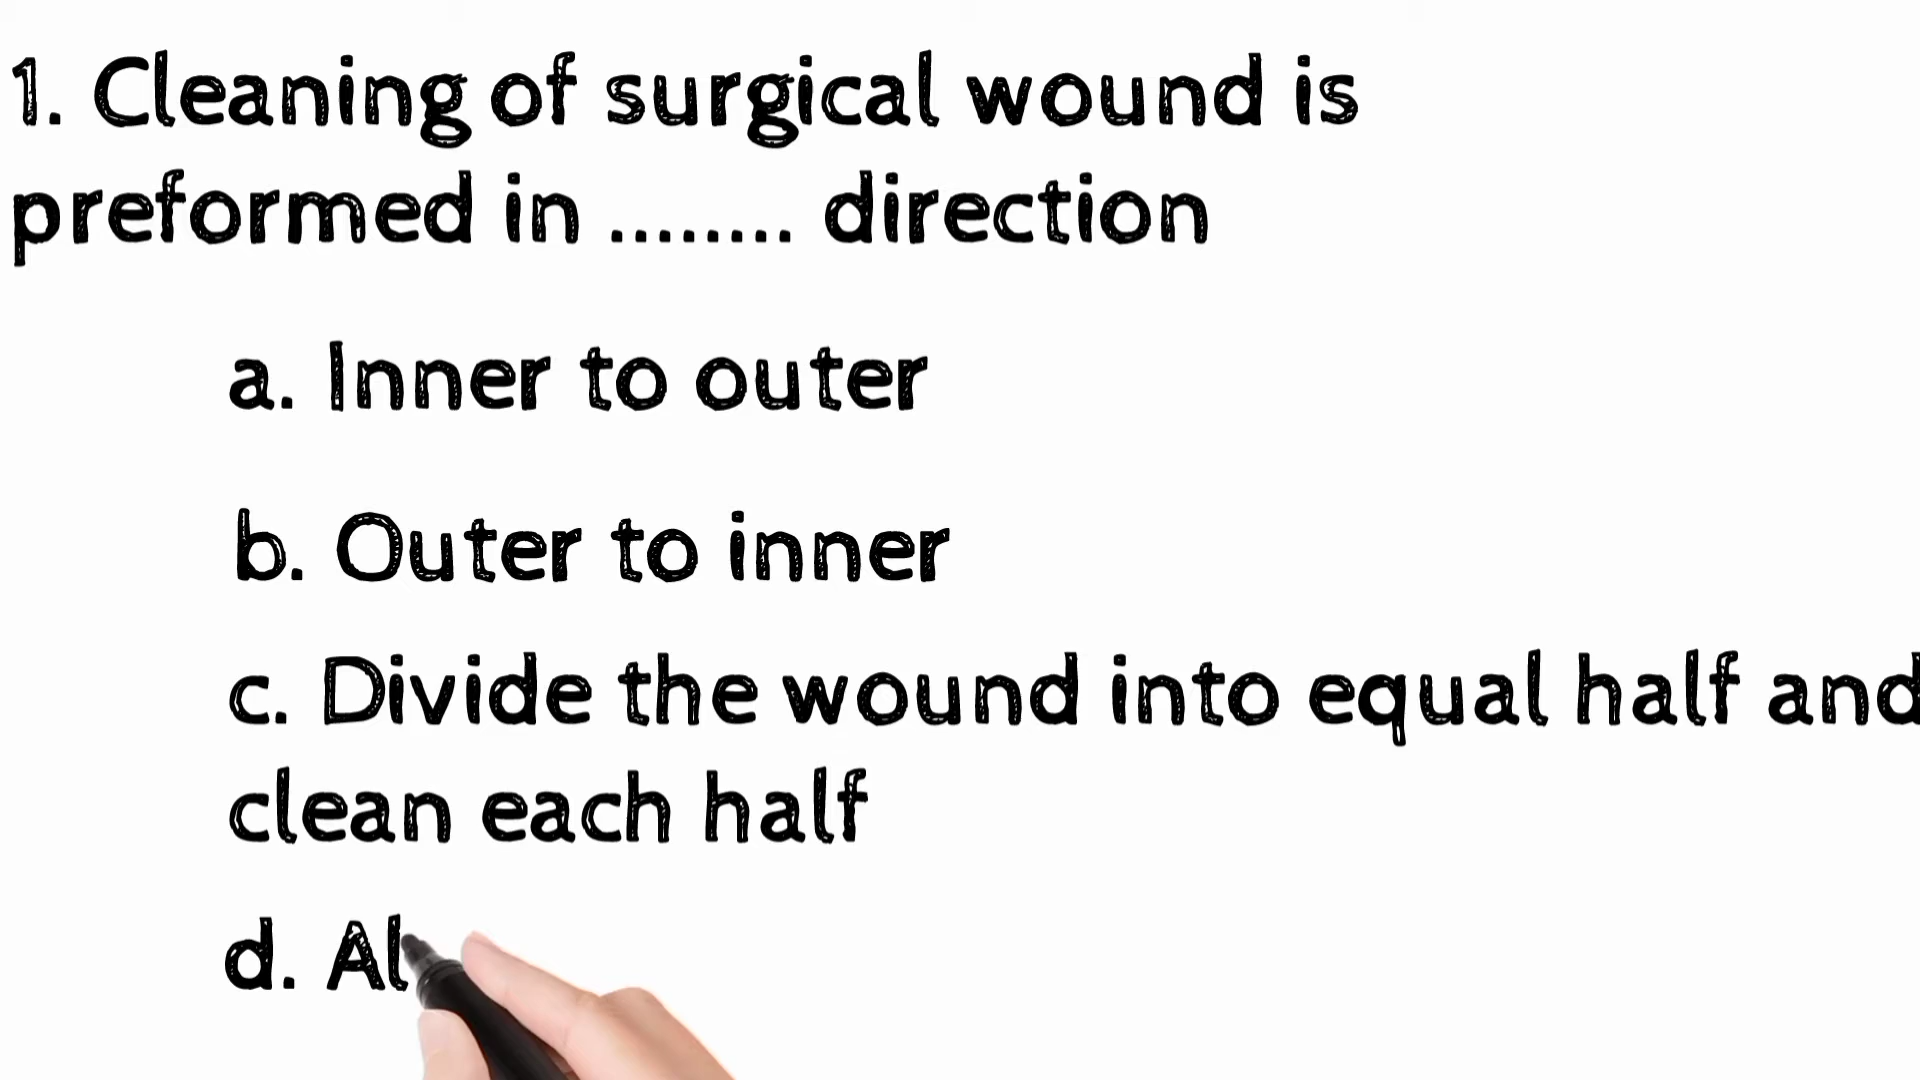 1. Cleaning of surgical wound is
preformed in ........ direction
a. Inner to outer
b. Outer to inner
c. Divide the wound into equal half and
clean each half
d. Al